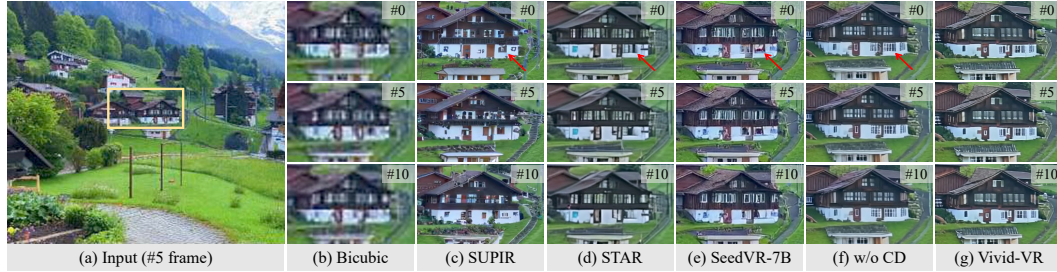 #0 #0 #0 #0 #0 #0
#5 #5 #5 #5 #5 #5
#10 #10 #10 #10 #10 #10
(a) Input (#5 frame) (b) Bicubic (c) SUPIR (d) STAR (e) SeedVR-7B (f) w/o CD (g) Vivid-VR